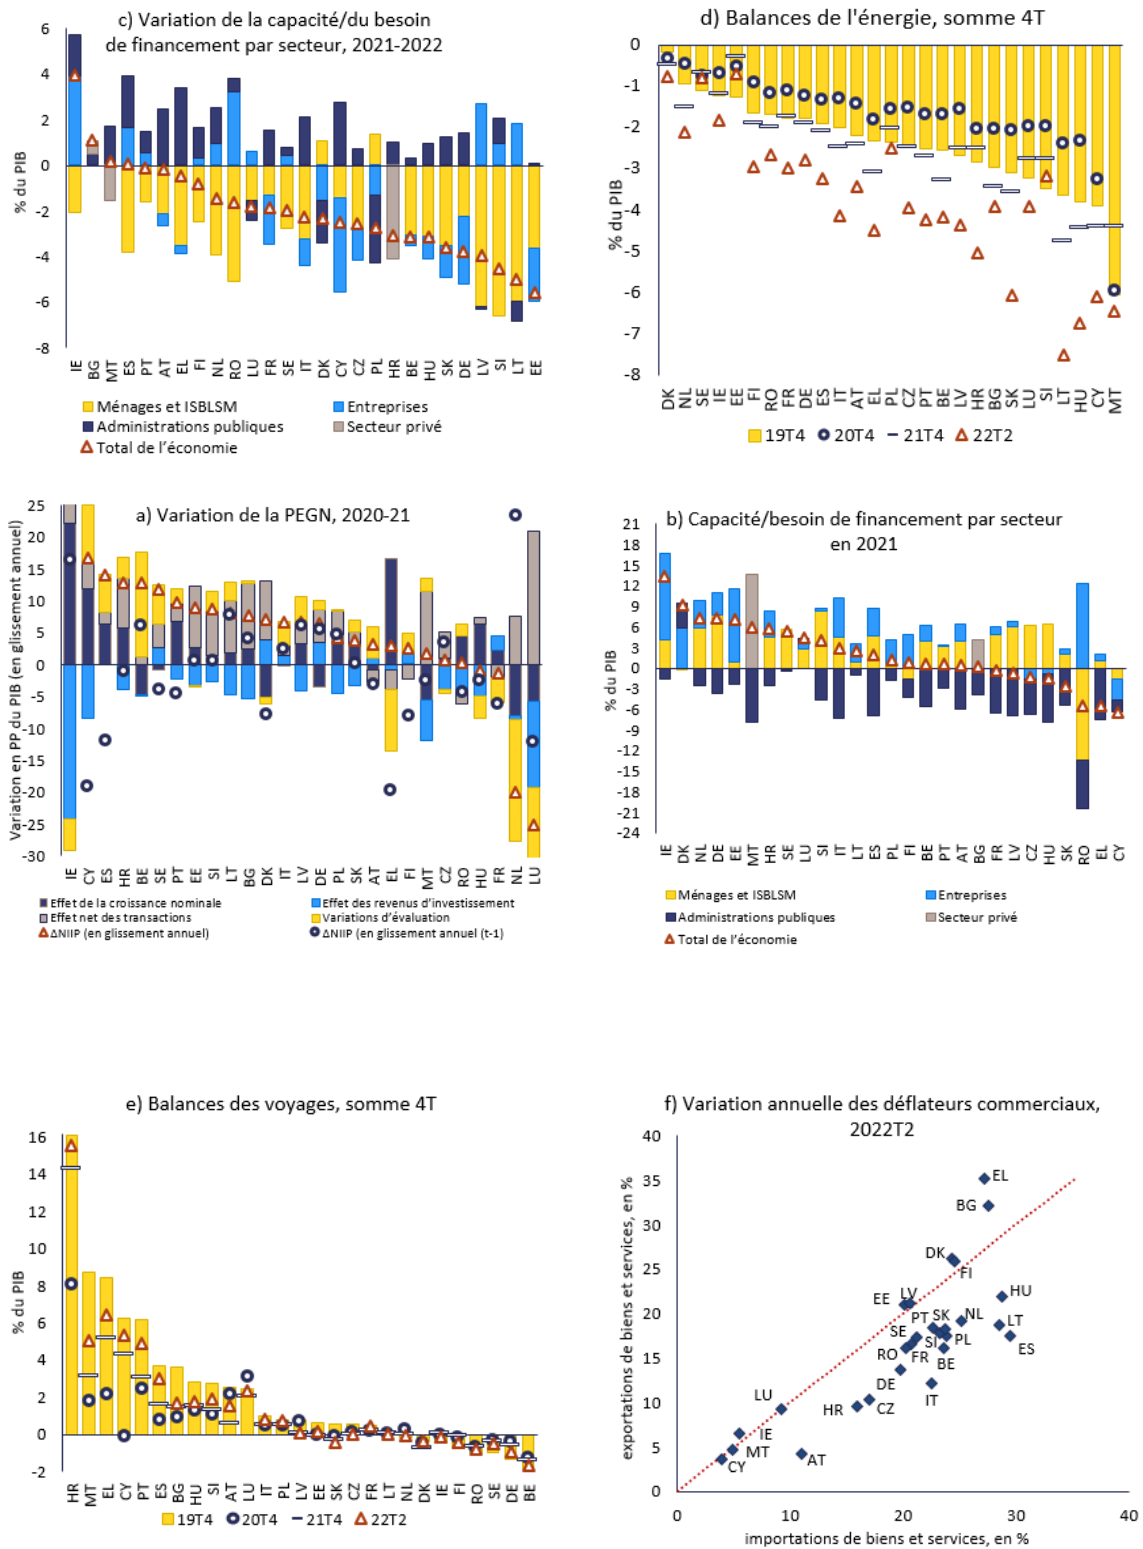 c) Variation de la capacité/du besoin
de financement par secteur, 2021-2022
% du PIB
6
4
2
0
-2
-4
-6
-8
IE BG MT ES PT AT EL FI NL RO LU FR SE IT DK CY CZ PL HR BE HU SK DE LV SI LT EE
Ménages et ISBLSM
Entreprises
Administrations publiques
Secteur privé
Total de l'économie
d) Balances de l'énergie, somme 4T
% du PIB
0
-1
-2
-3
-4
-5
-6
-7
-8
DK NL SE IE EE FI RO FR DE ES IT AT EL PL CZ PT BE LV HR BG SK LU SI LT HU CY MT
19T4 20T4 21T4 22T2
a) Variation de la PEGN, 2020-21
Variation en PP du PIB (en glissement annuel)
25
20
15
10
5
0
-5
-10
-15
-20
-25
-30
IE CY ES HR BE SE PT EE SI LT BG DK IT LV DE PL SK AT EL FI MT CZ RO HU FR NL LU
Effet de la croissance nominale
Effet des revenus d'investissement
Effet net des transactions
Variations d'évaluation
ΔNIIP (en glissement annuel)
ΔNIIP (en glissement annuel (t-1)
b) Capacité/besoin de financement par secteur
en 2021
% du PIB
21
18
15
12
9
6
3
0
-3
-6
-9
-12
-15
-18
-21
-24
IE DK NL DE EE MT HR SE LU SI IT LT ES PL FI BE PT AT BG FR LV CZ HU SK RO EL CY
Ménages et ISBLSM
Entreprises
Administrations publiques
Secteur privé
Total de l'économie
e) Balances des voyages, somme 4T
% du PIB
16
14
12
10
8
6
4
2
0
-2
HR MT EL CY PT ES BG HU SI AT LU IT PL LV EE SK CZ FR LT NL DK IE FI RO SE DE BE
19T4 20T4 21T4 22T2
f) Variation annuelle des déflateurs commerciaux,
2022T2
exportations de biens et services, en %
40
35
30
25
20
15
10
5
0
EL
BG
DK
FI
HU
EE LV
PT SK NL LT
SE SI PL ES
RO FR BE
DE IT
LU
HR CZ
IE
MT AT
CY
0 10 20 30 40
importations de biens et services, en %